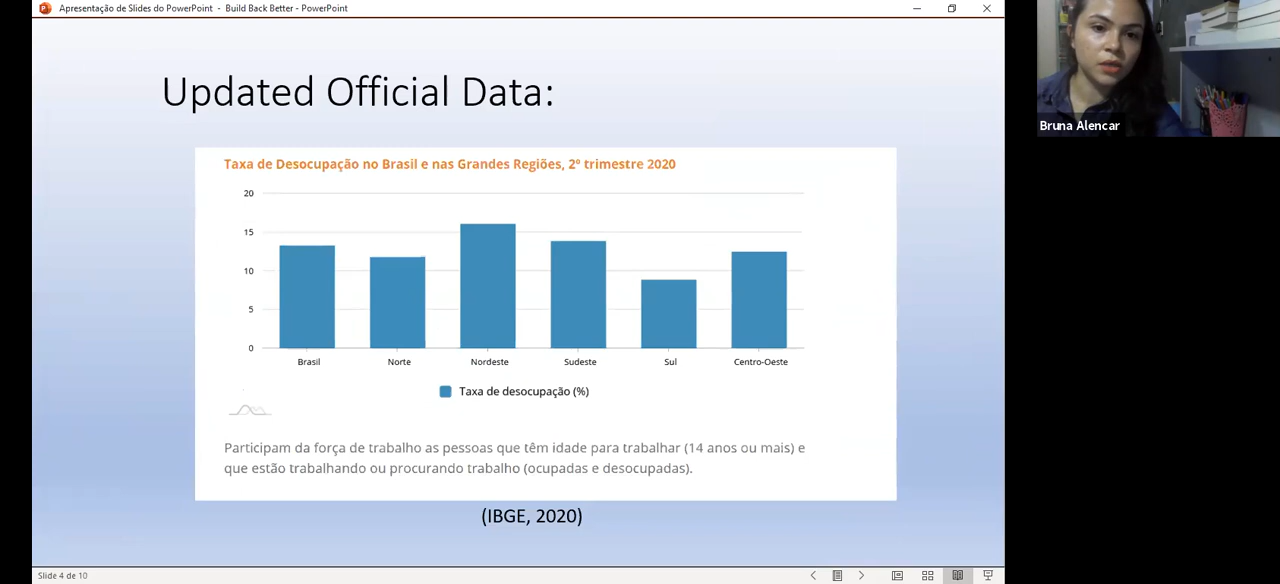 Apresentação de Slides do PowerPoint - Build Back Better - PowerPoint
Bruna Alencar
Updated Official Data:
Taxa de Desocupação no Brasil e nas Grandes Regiões, 2º trimestre 2020
20
15
10
5
0
Brasil Norte Nordeste Sudeste Sul Centro-Oeste
Taxa de desocupação (%)
Participam da força de trabalho as pessoas que têm idade para trabalhar (14 anos ou mais) e
que estão trabalhando ou procurando trabalho (ocupadas e desocupadas).
(IBGE, 2020)
Slide 4 de 10